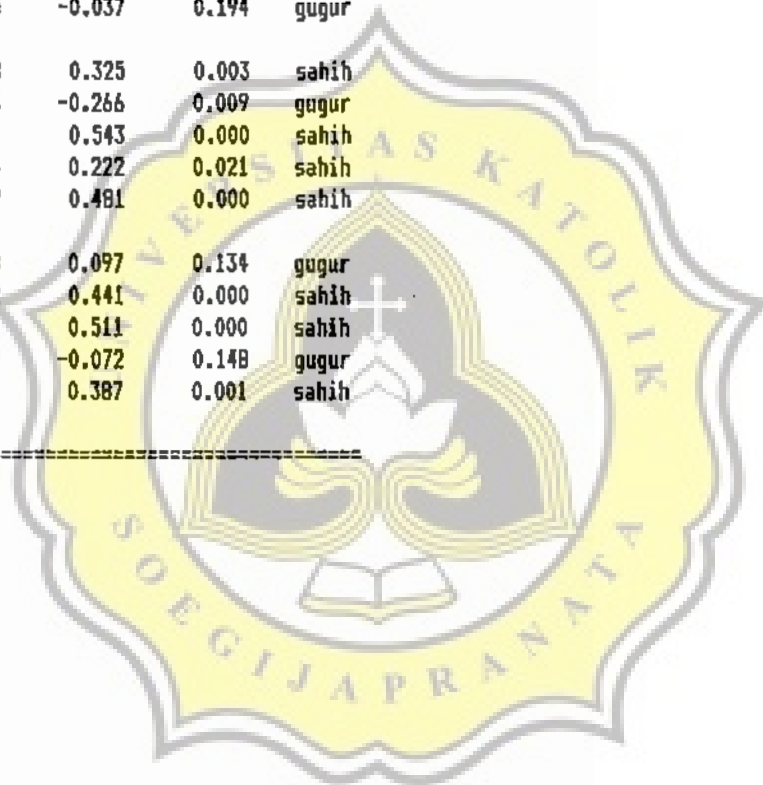 -0.037 0.194 gugur
0.325 0.003 sahih
-0.266 0.009 gugur
0.543 0.000 sahih
0.222 0.021 sahih
0.481 0.000 sahih
0.097 0.134 gugur
0.441 0.000 sahih
0.511 0.000 sahih
-0.072 0.148 gugur
0.387 0.001 sahih
UNIVERSITAS KATOLIK
SOEGIJAPRANATA